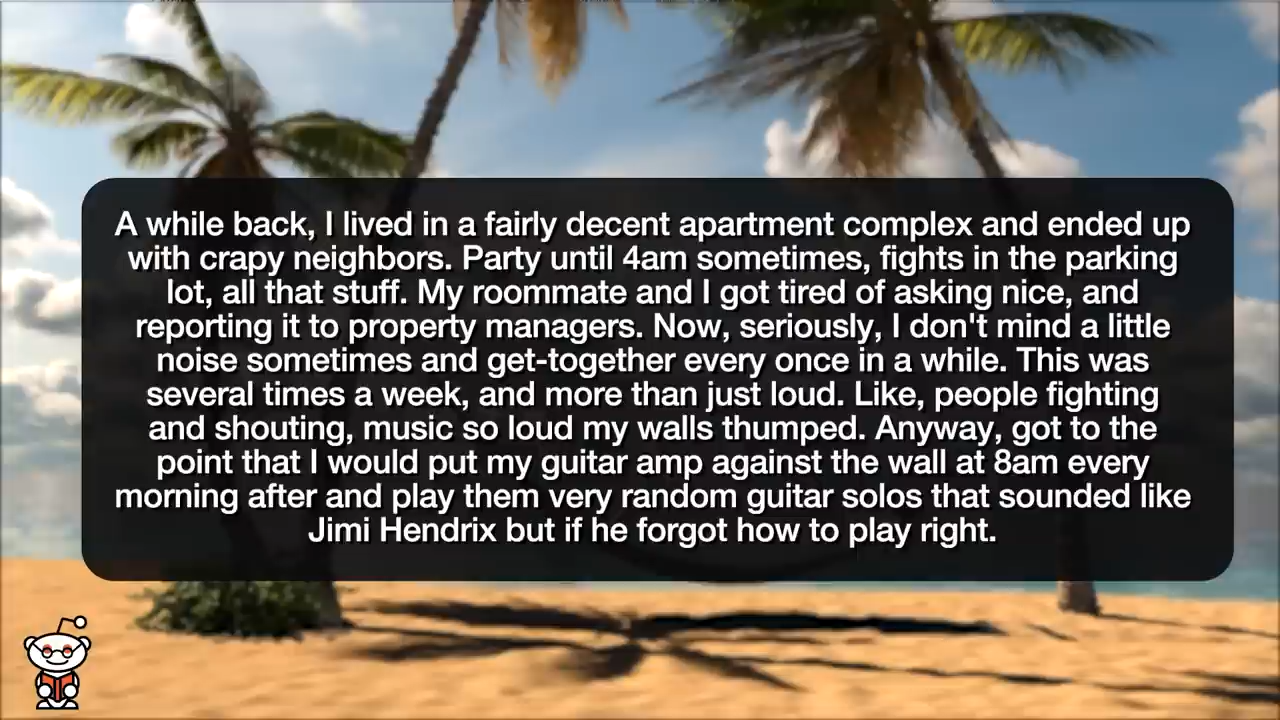 A while back, I lived in a fairly decent apartment complex and ended up
with crapy neighbors. Party until 4am sometimes, fights in the parking
lot, all that stuff. My roommate and I got tired of asking nice, and
reporting it to property managers. Now, seriously, I don't mind a little
noise sometimes and get-together every once in a while. This was
several times a week, and more than just loud. Like, people fighting
and shouting, music so loud my walls thumped. Anyway, got to the
point that I would put my guitar amp against the wall at 8am every
morning after and play them very random guitar solos that sounded like
Jimi Hendrix but if he forgot how to play right.